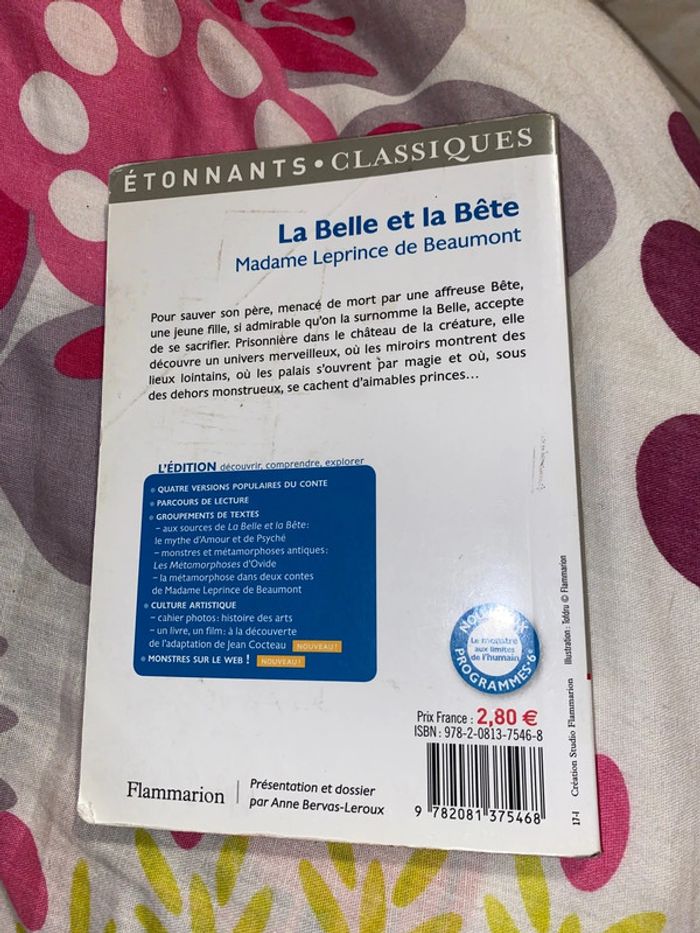 ÉTONNANTS • CLASSIQUES
La Belle et la Bête
Madame Leprince de Beaumont
Pour sauver son père, menacé de mort par une affreuse Bête,
une jeune fille, si admirable qu'on la surnomme la Belle, accepte
de se sacrifier. Prisonnière dans le château de la créature, elle
découvre un univers merveilleux, où les miroirs montrent des
lieux lointains, où les palais s'ouvrent par magie et où, sous
des dehors monstrueux, se cachent d'aimables princes…
L'ÉDITION découvrir, comprendre, explorer
• QUATRE VERSIONS POPULAIRES DU CONTE
• PARCOURS DE LECTURE
• GROUPEMENTS DE TEXTES
– aux sources de La Belle et la Bête :
le mythe d'Amour et de Psyché
– monstres et métamorphoses antiques :
Les Métamorphoses d'Ovide
– la métamorphose dans deux contes
de Madame Leprince de Beaumont
• CULTURE ARTISTIQUE
– cahier photos : histoire des arts
– un livre, un film : à la découverte
de l'adaptation de Jean Cocteau NOUVEAU !
• MONSTRES SUR LE WEB ! NOUVEAU !
NOUVEAUX
Le monstre
aux limites
de l'humain
PROGRAMMES • 6e
Prix France : 2,80 €
ISBN : 978-2-0813-7546-8
9 782081 375468
Flammarion
Présentation et dossier
par Anne Bervas-Leroux
17-I Création Studio Flammarion Illustration : Tofdru © Flammarion